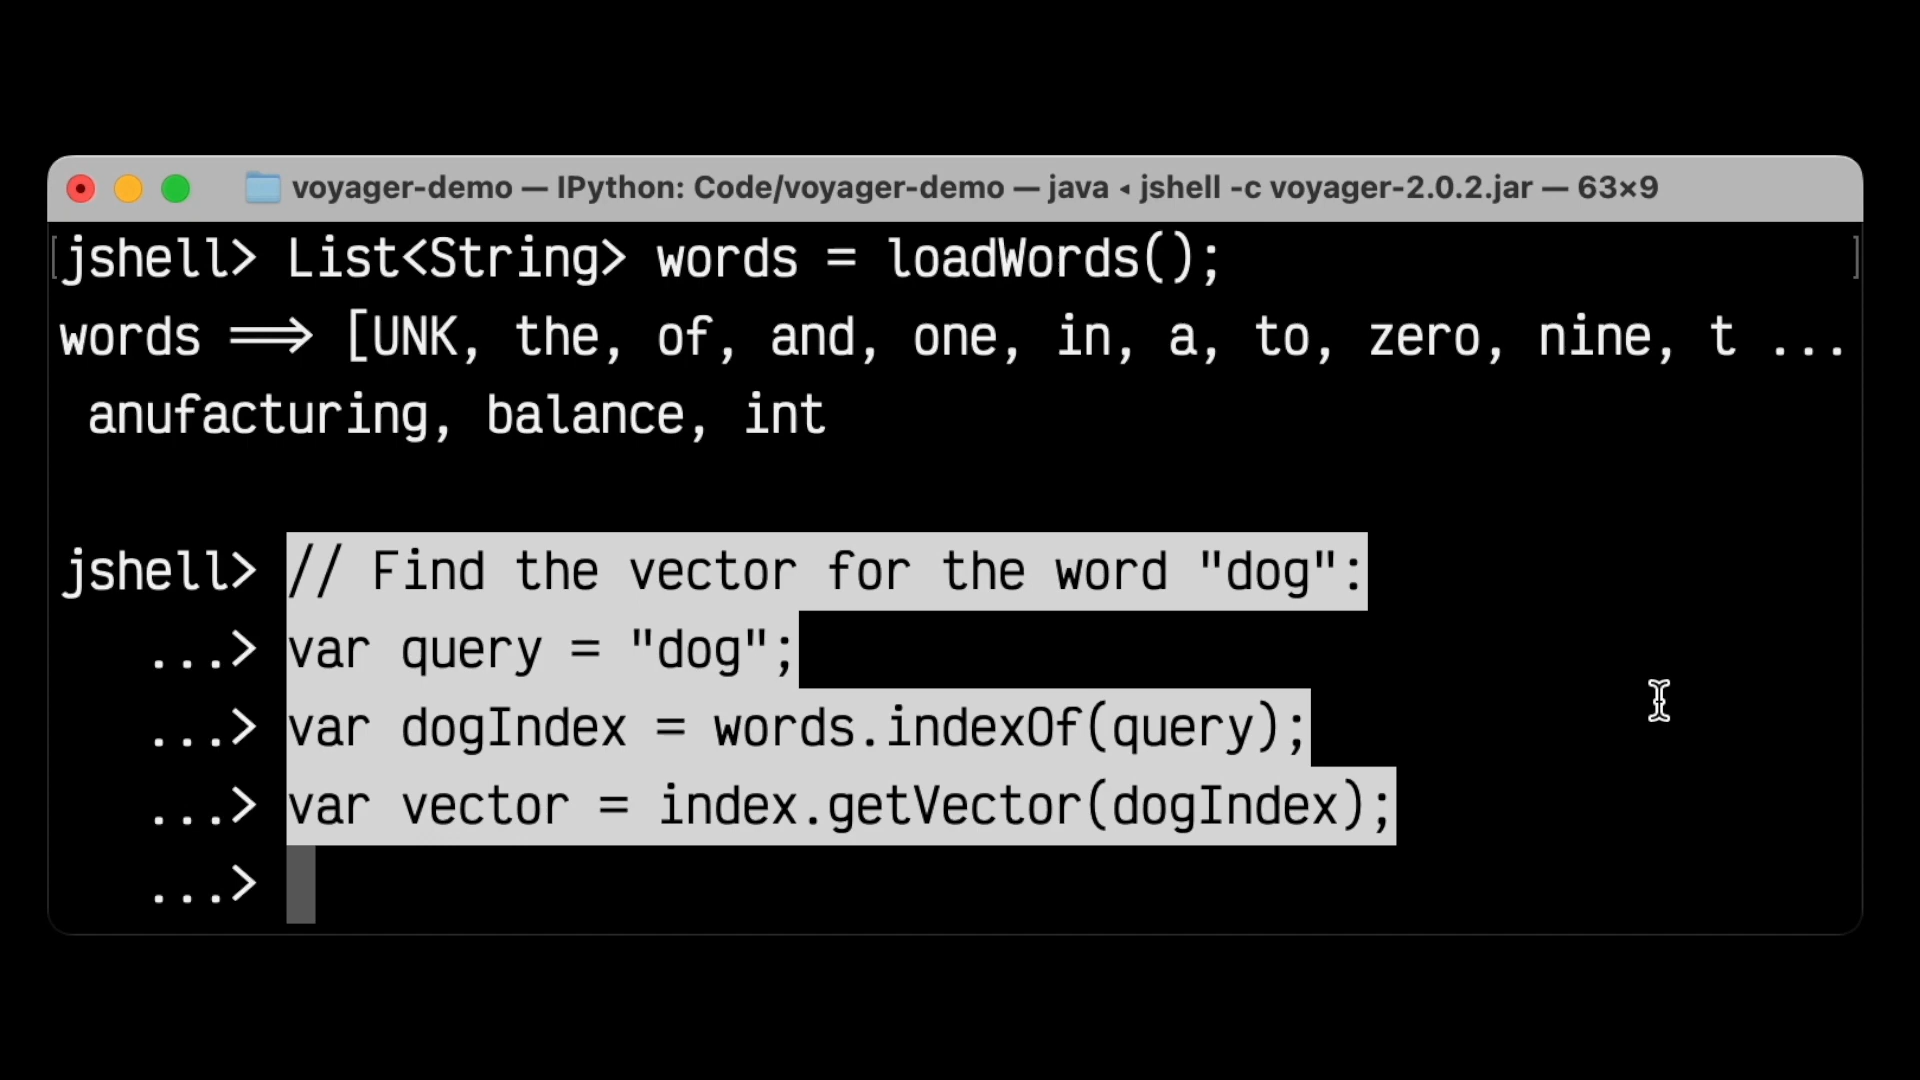 voyager-demo — IPython: Code/voyager-demo — java ◂ jshell -c voyager-2.0.2.jar — 63×9
[jshell> List<String> words = loadWords(); ]
words ==> [UNK, the, of, and, one, in, a, to, zero, nine, t ...
anufacturing, balance, int
jshell> // Find the vector for the word "dog":
...> var query = "dog";
...> var dogIndex = words.indexOf(query);
...> var vector = index.getVector(dogIndex);
...>